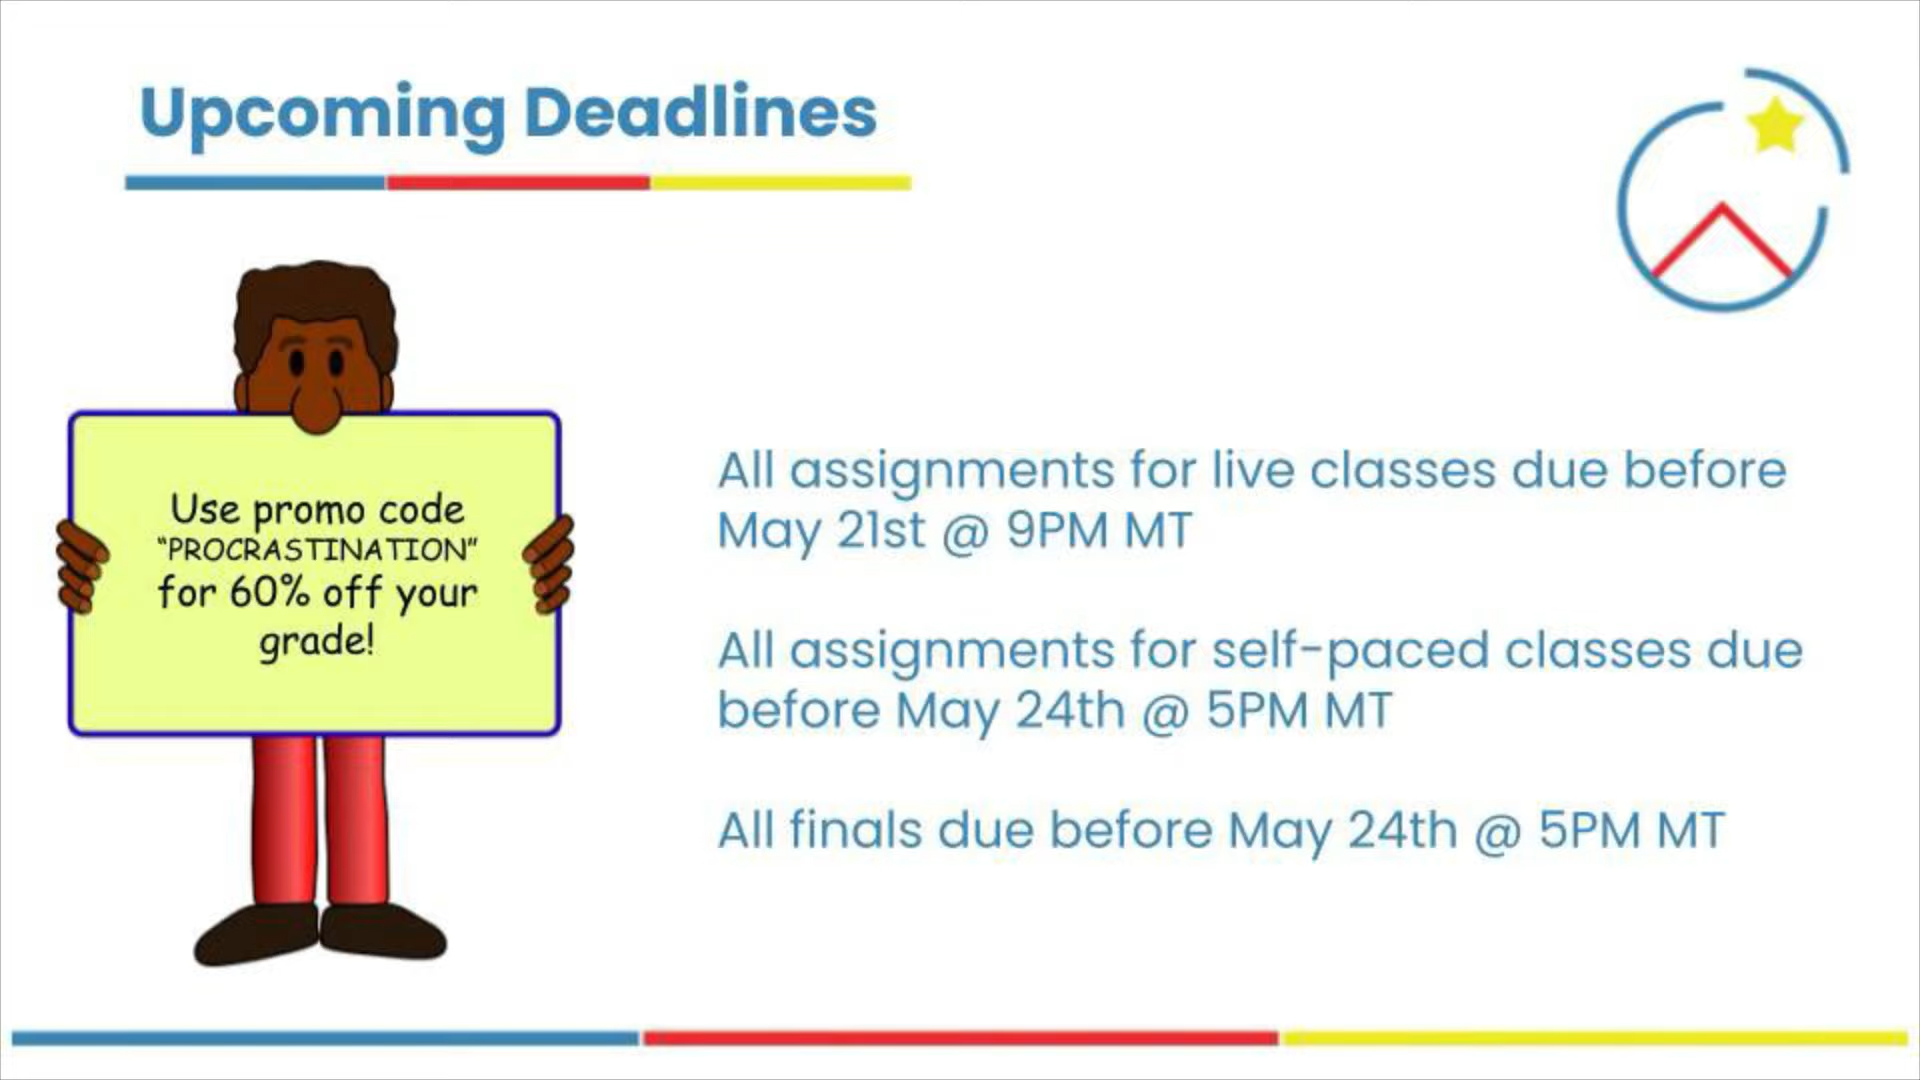 Upcoming Deadlines
Use promo code
“PROCRASTINATION”
for 60% off your
grade!
All assignments for live classes due before
May 21st @ 9PM MT
All assignments for self-paced classes due
before May 24th @ 5PM MT
All finals due before May 24th @ 5PM MT